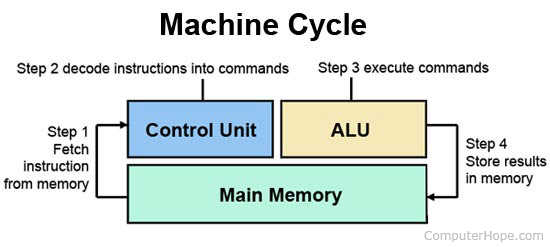 Machine Cycle
Step 2 decode instructions into commands
Step 3 execute commands
Step 1
Fetch
instruction
from memory
Control Unit
ALU
Step 4
Store results
in memory
Main Memory
ComputerHope.com